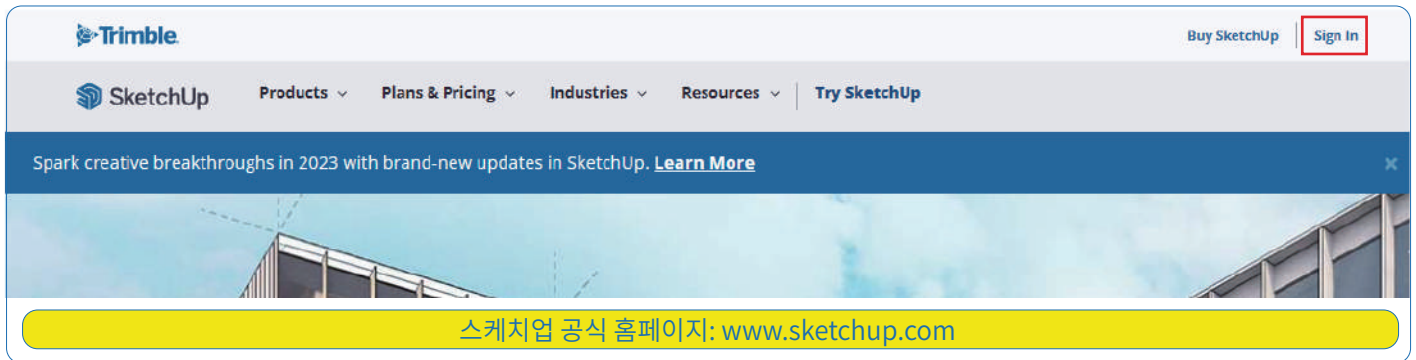 Trimble
Buy SketchUp Sign In
SketchUp Products Plans & Pricing Industries Resources Try SketchUp
Spark creative breakthroughs in 2023 with brand-new updates in SketchUp. Learn More ×
스케치업 공식 홈페이지: www.sketchup.com